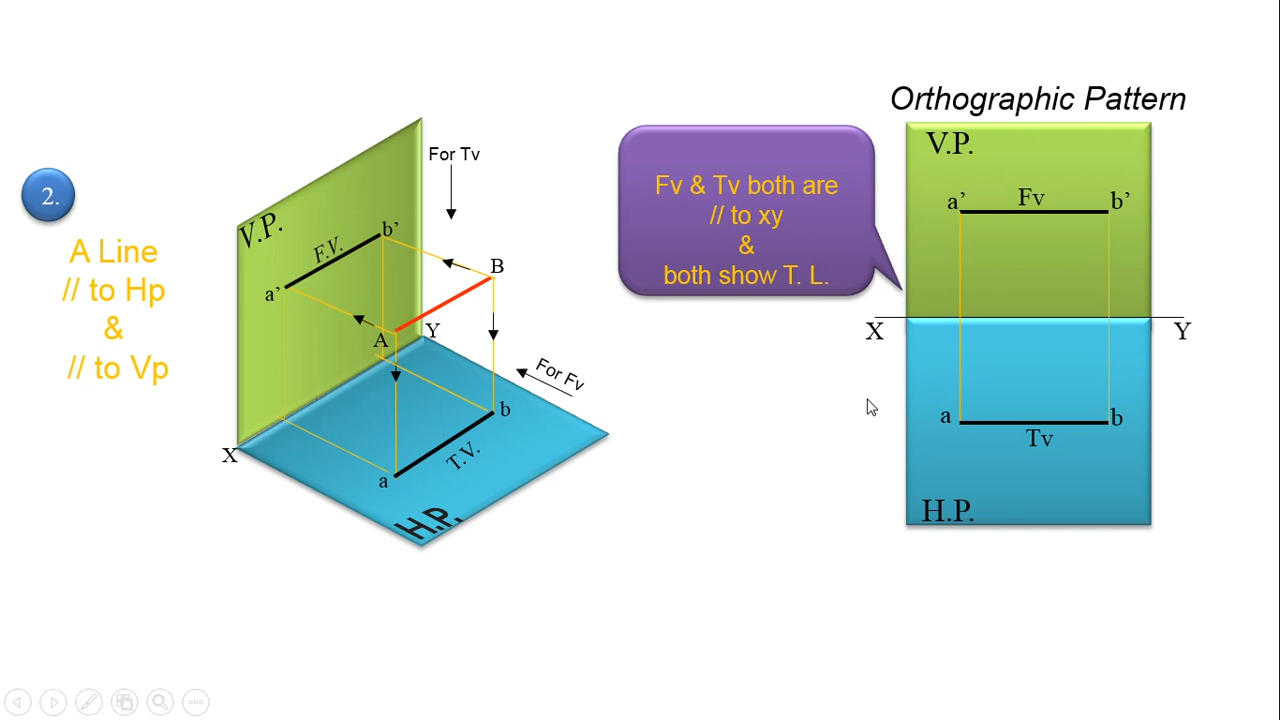 Orthographic Pattern
2.
A Line
// to Hp
&
// to Vp
For Tv
V.P.
F.V.
b’
a’
B
A
Y
For Fv
b
T.V.
a
X
H.P.
Fv & Tv both are
// to xy
&
both show T. L.
V.P.
a’ Fv b’
X Y
a b
Tv
H.P.